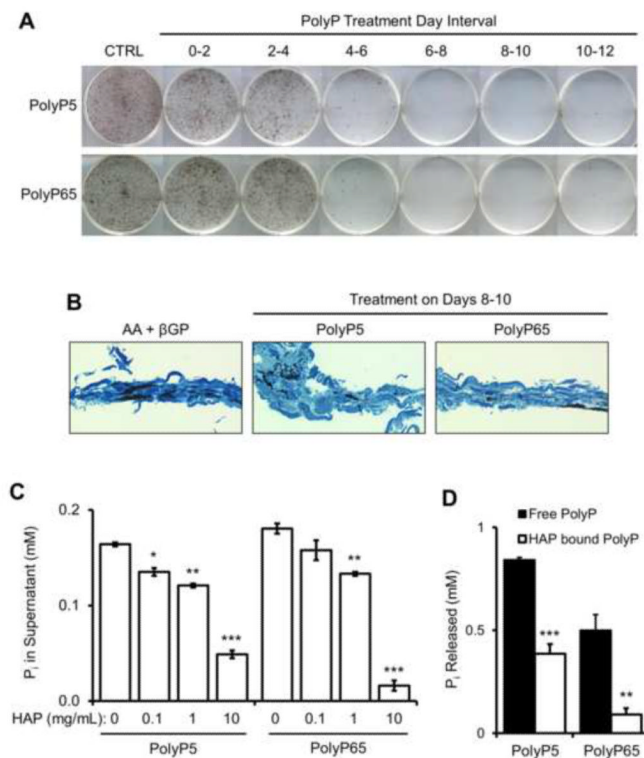 A
PolyP Treatment Day Interval
CTRL 0-2 2-4 4-6 6-8 8-10 10-12
PolyP5
PolyP65
B
Treatment on Days 8-10
AA + βGP PolyP5 PolyP65
C
0.2
0.1
0.0
Pi in Supernatant (mM)
* ** *** ** ***
HAP (mg/mL): 0 0.1 1 10 0 0.1 1 10
PolyP5 PolyP65
D
Free PolyP
HAP bound PolyP
1
0.5
0
Pi Released (mM)
*** **
PolyP5 PolyP65